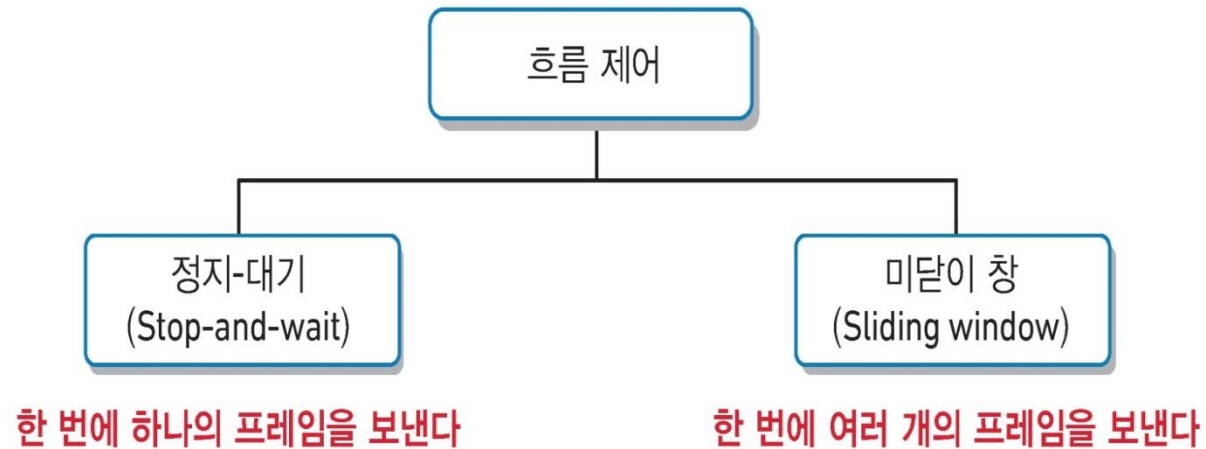 흐름 제어
정지-대기
(Stop-and-wait)
미닫이 창
(Sliding window)
한 번에 하나의 프레임을 보낸다
한 번에 여러 개의 프레임을 보낸다